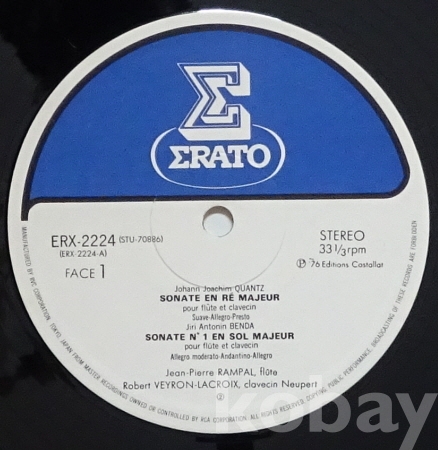 ERATO
ERX-2224 (STU-70886)
(ERX-2224-A)
FACE 1
STEREO
33 1/3 rpm
Ⓟ '76 Editions Costallat
Johann Joachim QUANTZ
SONATE EN RÉ MAJEUR
pour flûte et clavecin
Suave-Allegro-Presto
Jiri Antonin BENDA
SONATE N° 1 EN SOL MAJEUR
pour flûte et clavecin
Allegro moderato-Andantino-Allegro
Jean-Pierre RAMPAL, flûte
Robert VEYRON-LACROIX, clavecin Neupert
②
kobay